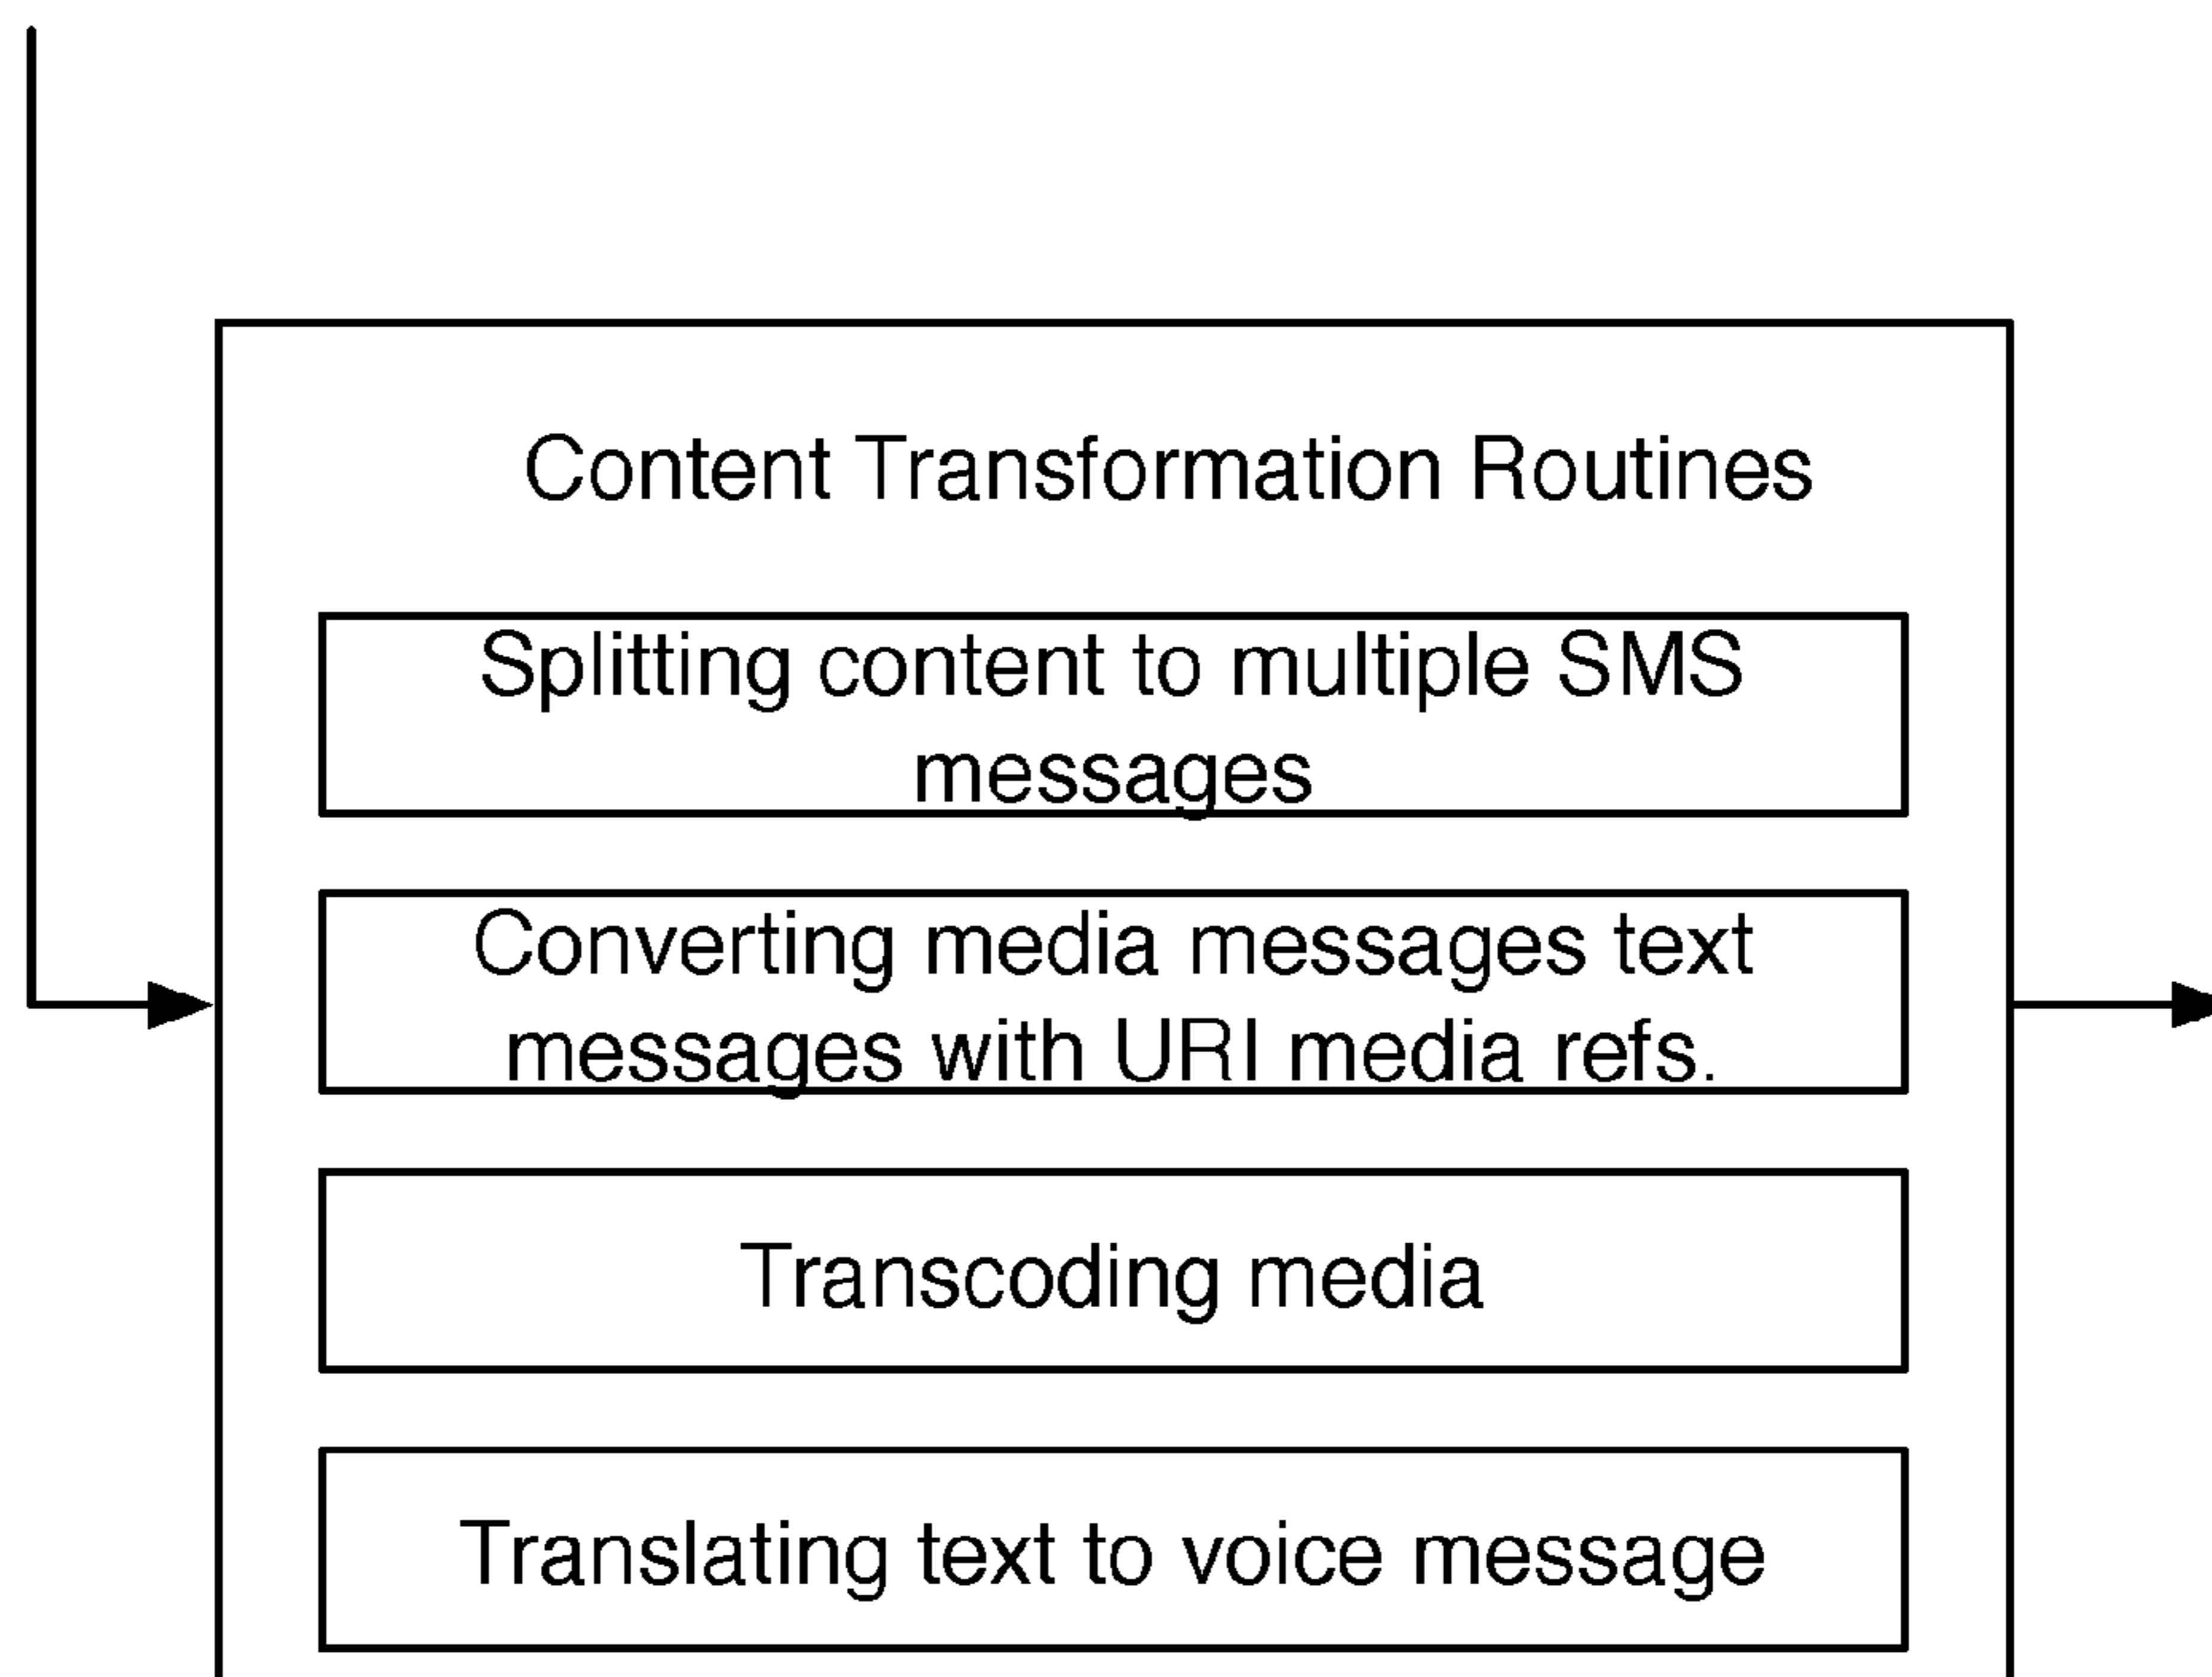 Content Transformation Routines
Splitting content to multiple SMS
messages
Converting media messages text
messages with URI media refs.
Transcoding media
Translating text to voice message